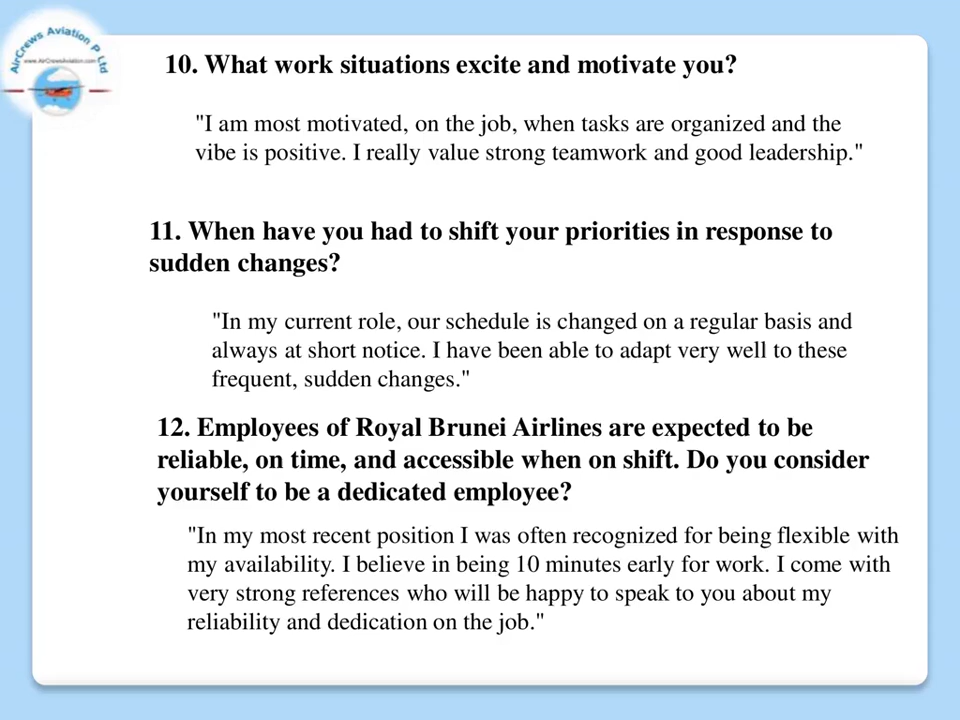 AirCrews Aviation P Ltd
www.AirCrewsAviation.com
10. What work situations excite and motivate you?
"I am most motivated, on the job, when tasks are organized and the
vibe is positive. I really value strong teamwork and good leadership."
11. When have you had to shift your priorities in response to
sudden changes?
"In my current role, our schedule is changed on a regular basis and
always at short notice. I have been able to adapt very well to these
frequent, sudden changes."
12. Employees of Royal Brunei Airlines are expected to be
reliable, on time, and accessible when on shift. Do you consider
yourself to be a dedicated employee?
"In my most recent position I was often recognized for being flexible with
my availability. I believe in being 10 minutes early for work. I come with
very strong references who will be happy to speak to you about my
reliability and dedication on the job."